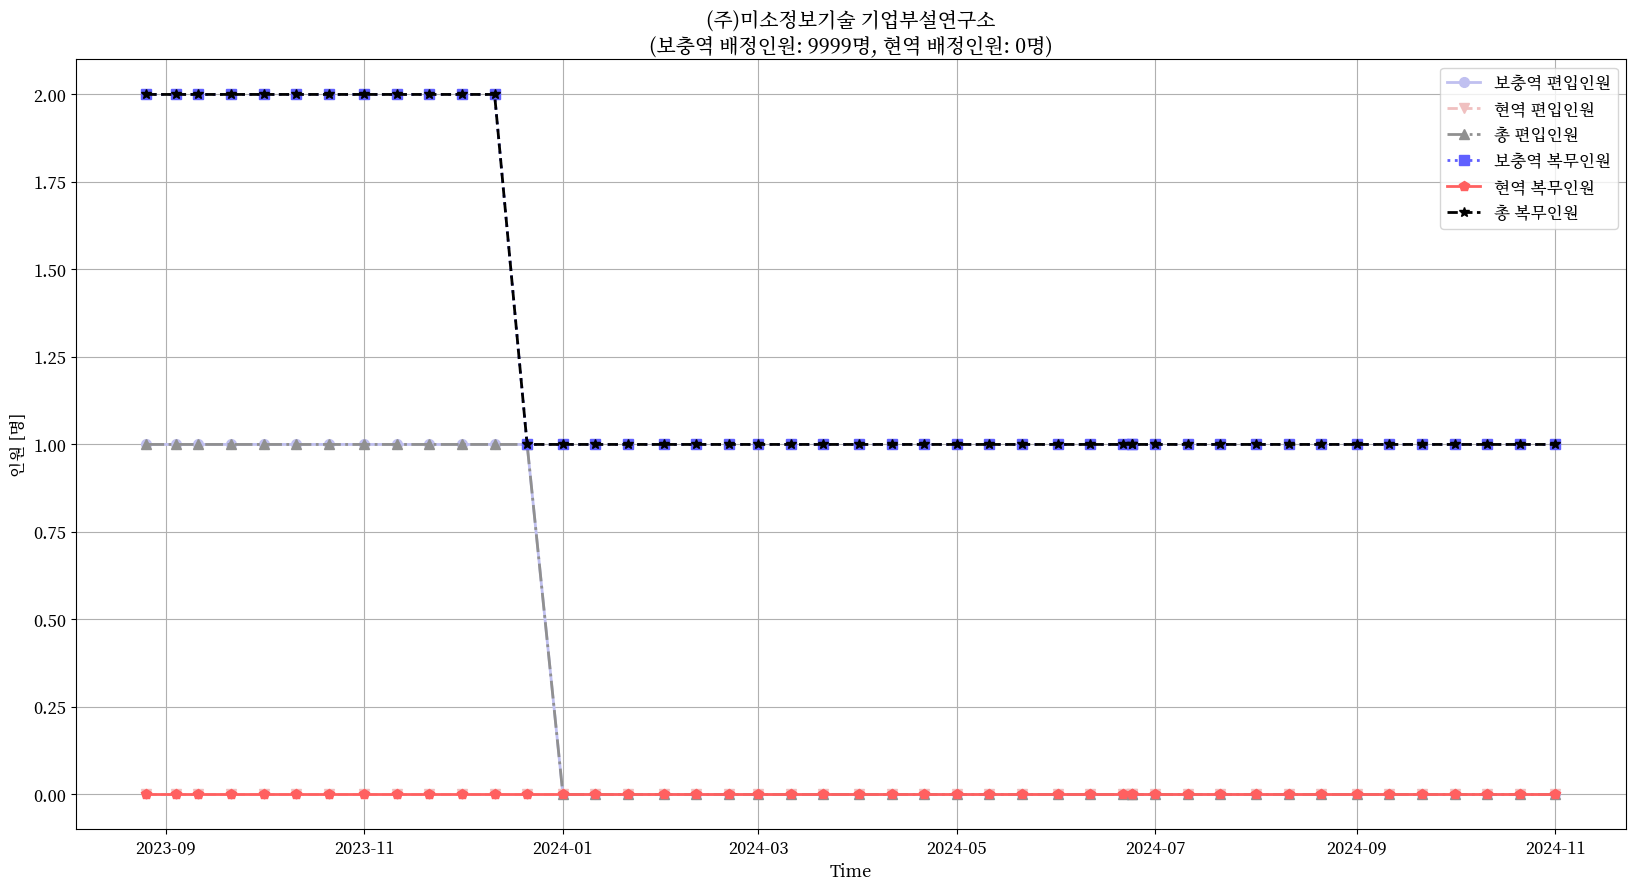 (주)미소정보기술 기업부설연구소
(보충역 배정인원: 9999명, 현역 배정인원: 0명)
보충역 편입인원
현역 편입인원
총 편입인원
보충역 복무인원
현역 복무인원
총 복무인원
2.00
1.75
1.50
1.25
1.00
0.75
0.50
0.25
0.00
인원 [명]
2023-09
2023-11
2024-01
2024-03
2024-05
2024-07
2024-09
2024-11
Time